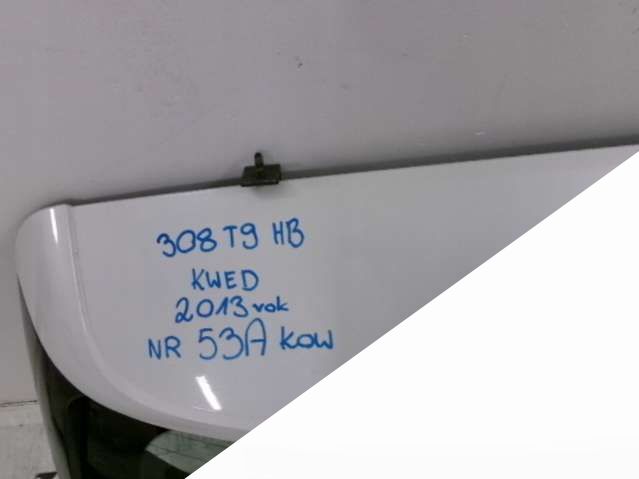 308 T9 HB
KWED
2013 rok
NR 53A KOW